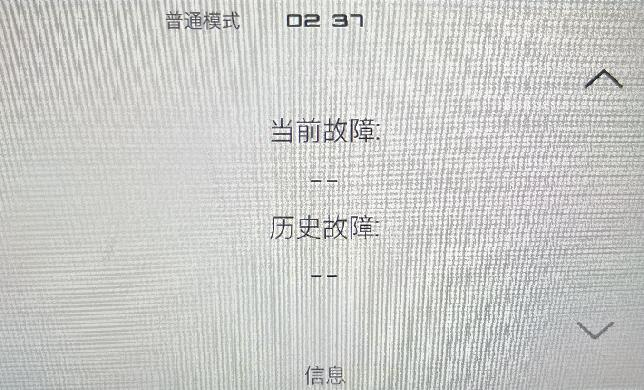 普通模式 02 37
当前故障:
--
历史故障:
--
信息